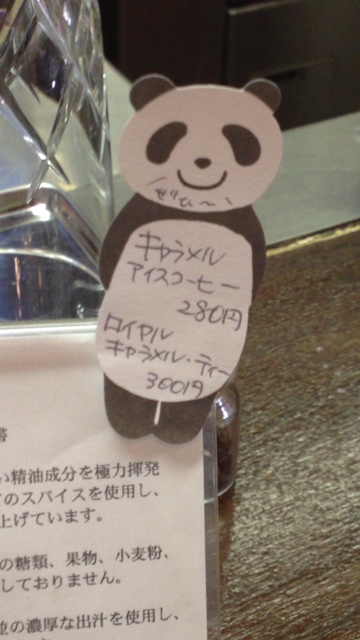 ぜひぃ〜
キャラメル
アイスコーヒー
280円
ロイヤル
キャラメル・ティー
300円
書
い精油成分を極力揮発
のスパイスを使用し、
上げています。
の糖類、果物、小麦粉、
しておりません。
の濃厚な出汁を使用し、